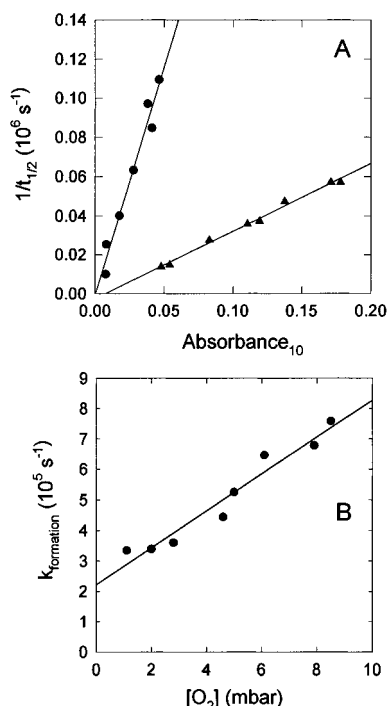 A
1/t1/2 (10⁶ s⁻¹)
0.14
0.12
0.10
0.08
0.06
0.04
0.02
0.00
0.00 0.05 0.10 0.15 0.20
Absorbance₁₀
B
kformation (10⁵ s⁻¹)
9
8
7
6
5
4
3
2
1
0
0 2 4 6 8 10
[O₂] (mbar)